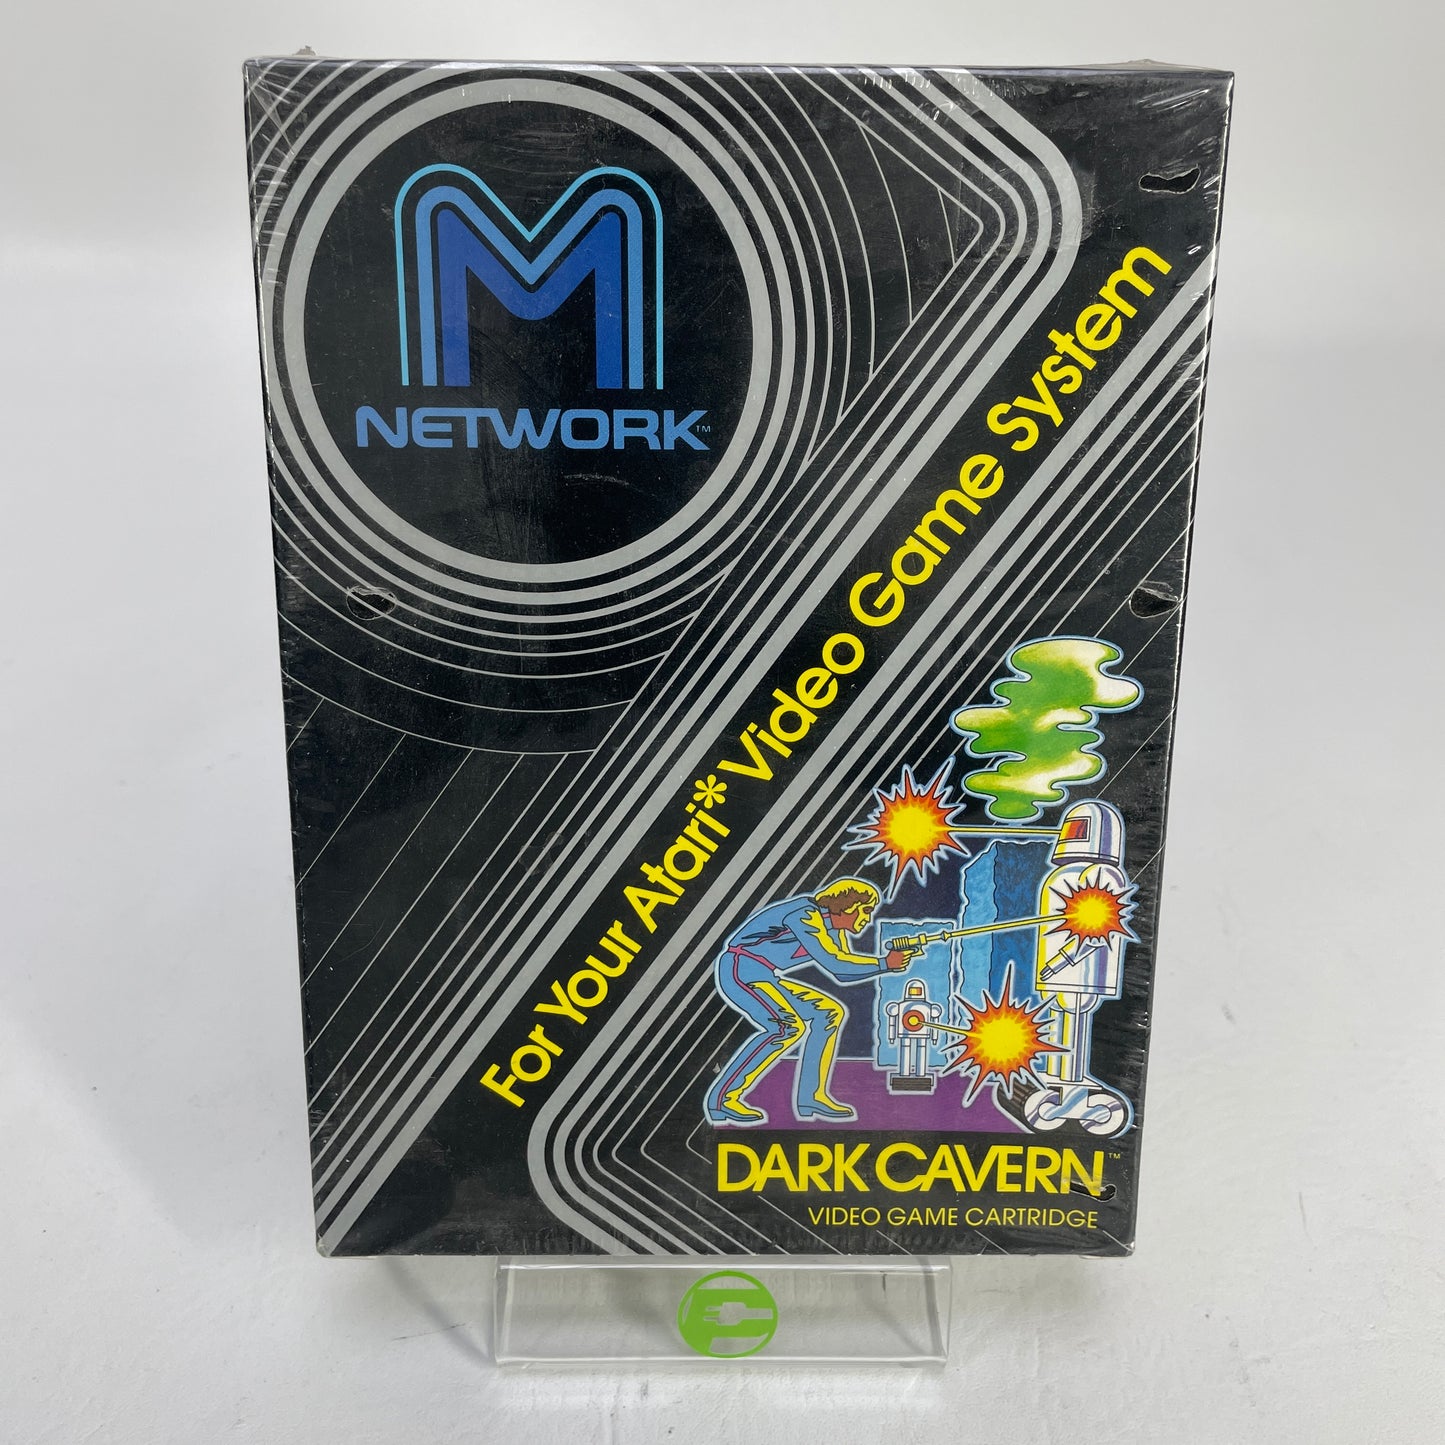 M
NETWORK™
For Your Atari* Video Game System
DARK CAVERN™
VIDEO GAME CARTRIDGE